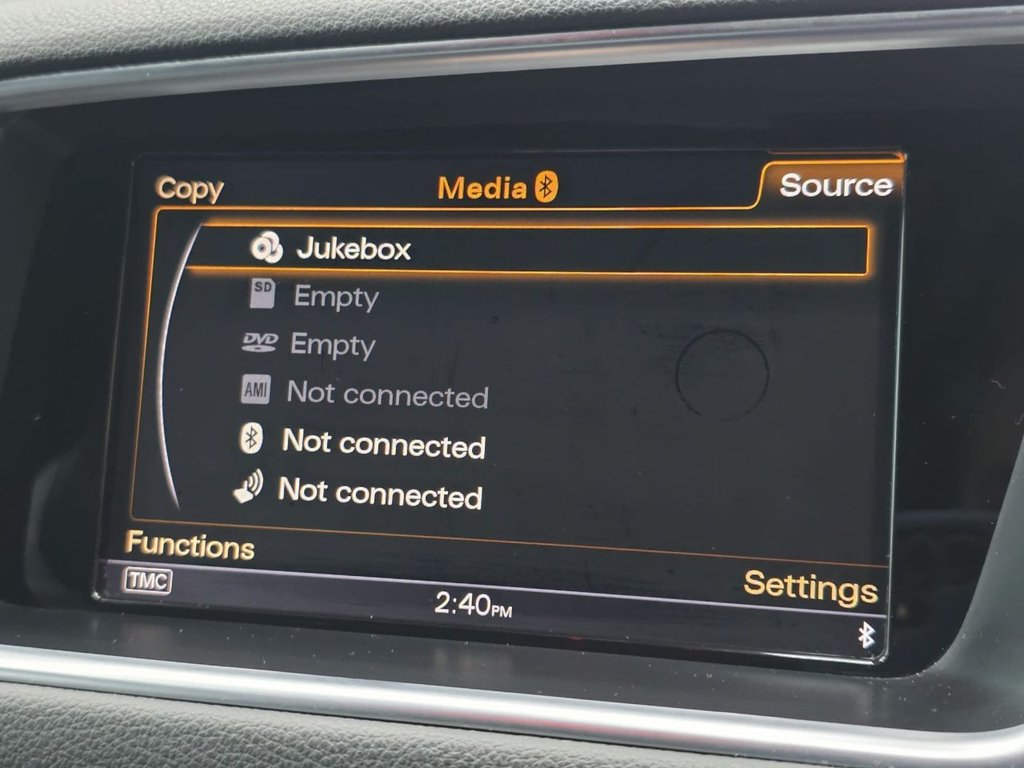 Copy Media Source
Jukebox
SD Empty
DVD Empty
AMI Not connected
Not connected
Not connected
Functions
Settings
TMC
2:40PM